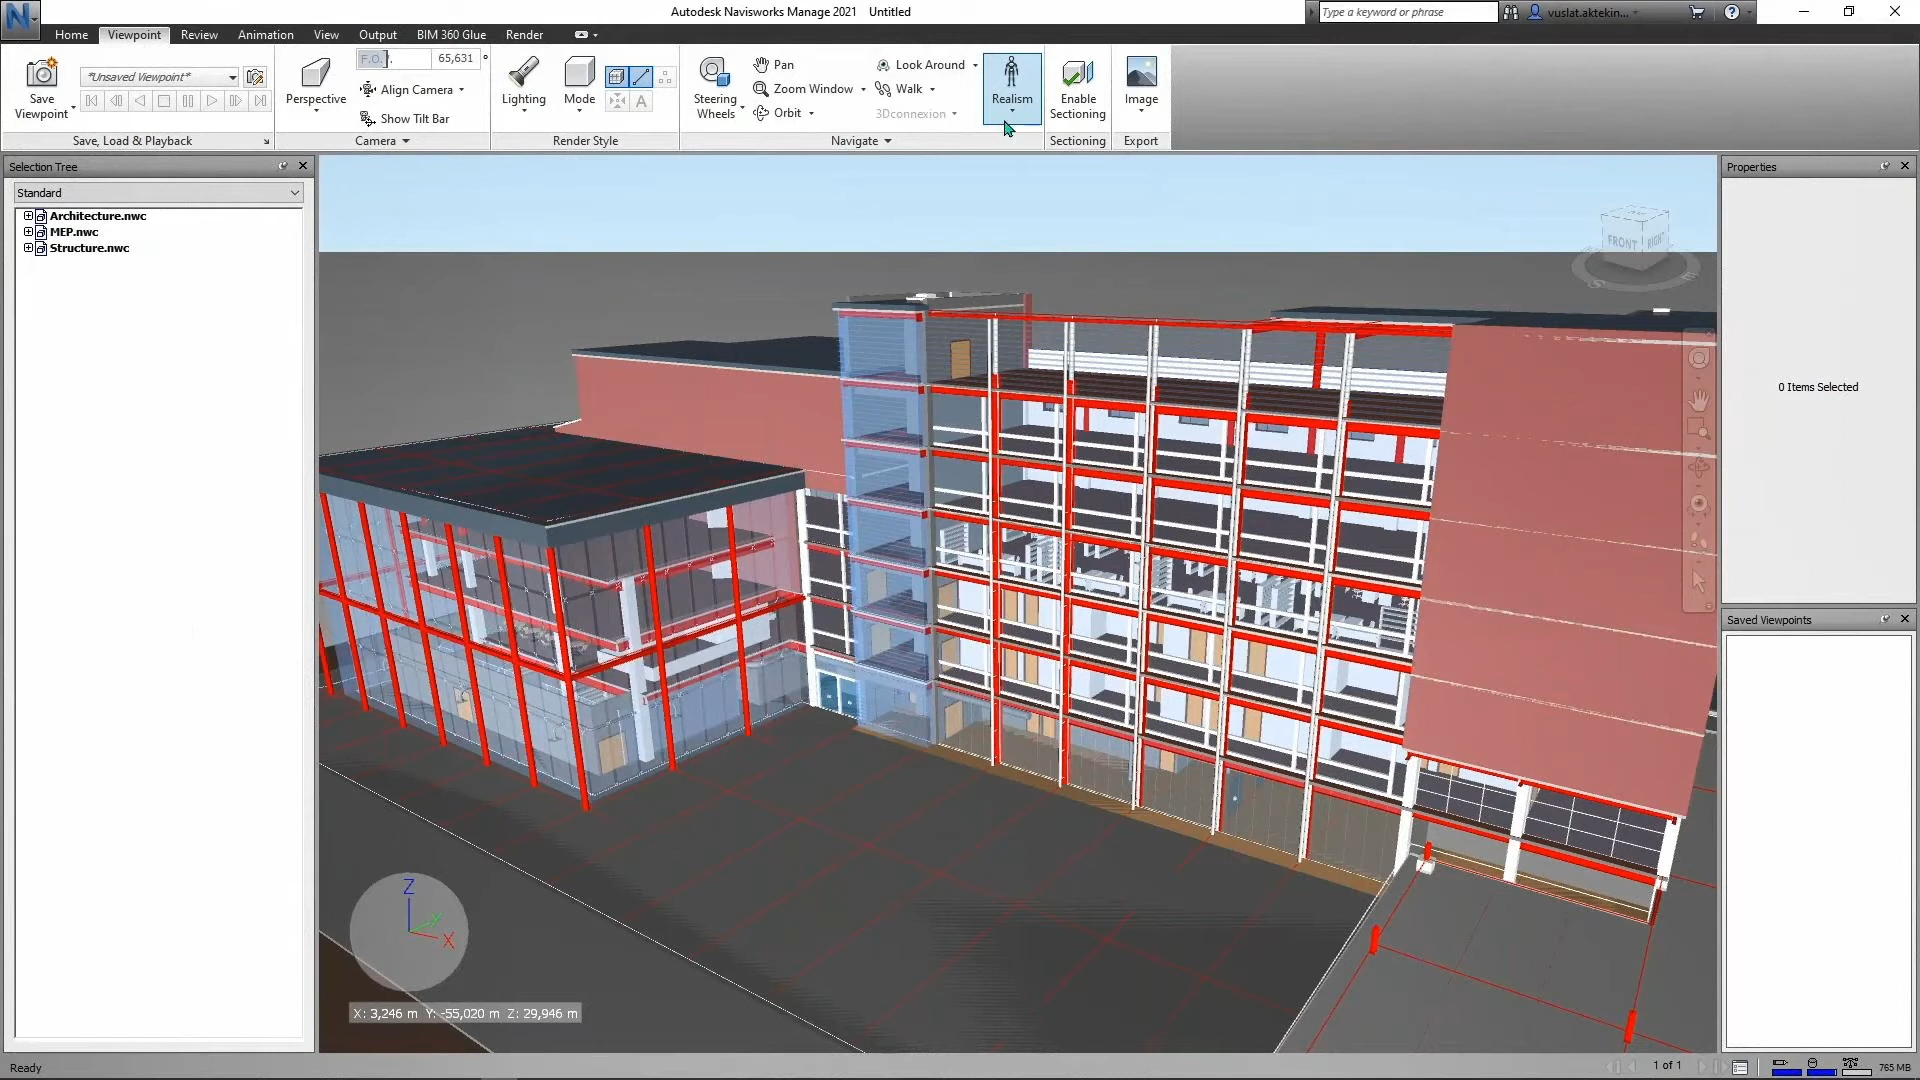 Autodesk Navisworks Manage 2021 Untitled
Type a keyword or phrase
vuslat.aktekin...
Home Viewpoint Review Animation View Output BIM 360 Glue Render
Save Viewpoint
*Unsaved Viewpoint*
Save, Load & Playback
Perspective
F.O.V. 65,631 °
Align Camera
Show Tilt Bar
Camera
Lighting
Mode
A
Render Style
Steering Wheels
Pan
Zoom Window
Orbit
Look Around
Walk
3Dconnexion
Realism
Navigate
Enable Sectioning
Sectioning
Image
Export
Selection Tree
Standard
Architecture.nwc
MEP.nwc
Structure.nwc
FRONT RIGHT
S E
Z
Y
X
X: 3,246 m Y: -55,020 m Z: 29,946 m
Properties
0 Items Selected
Saved Viewpoints
Ready
1 of 1
765 MB